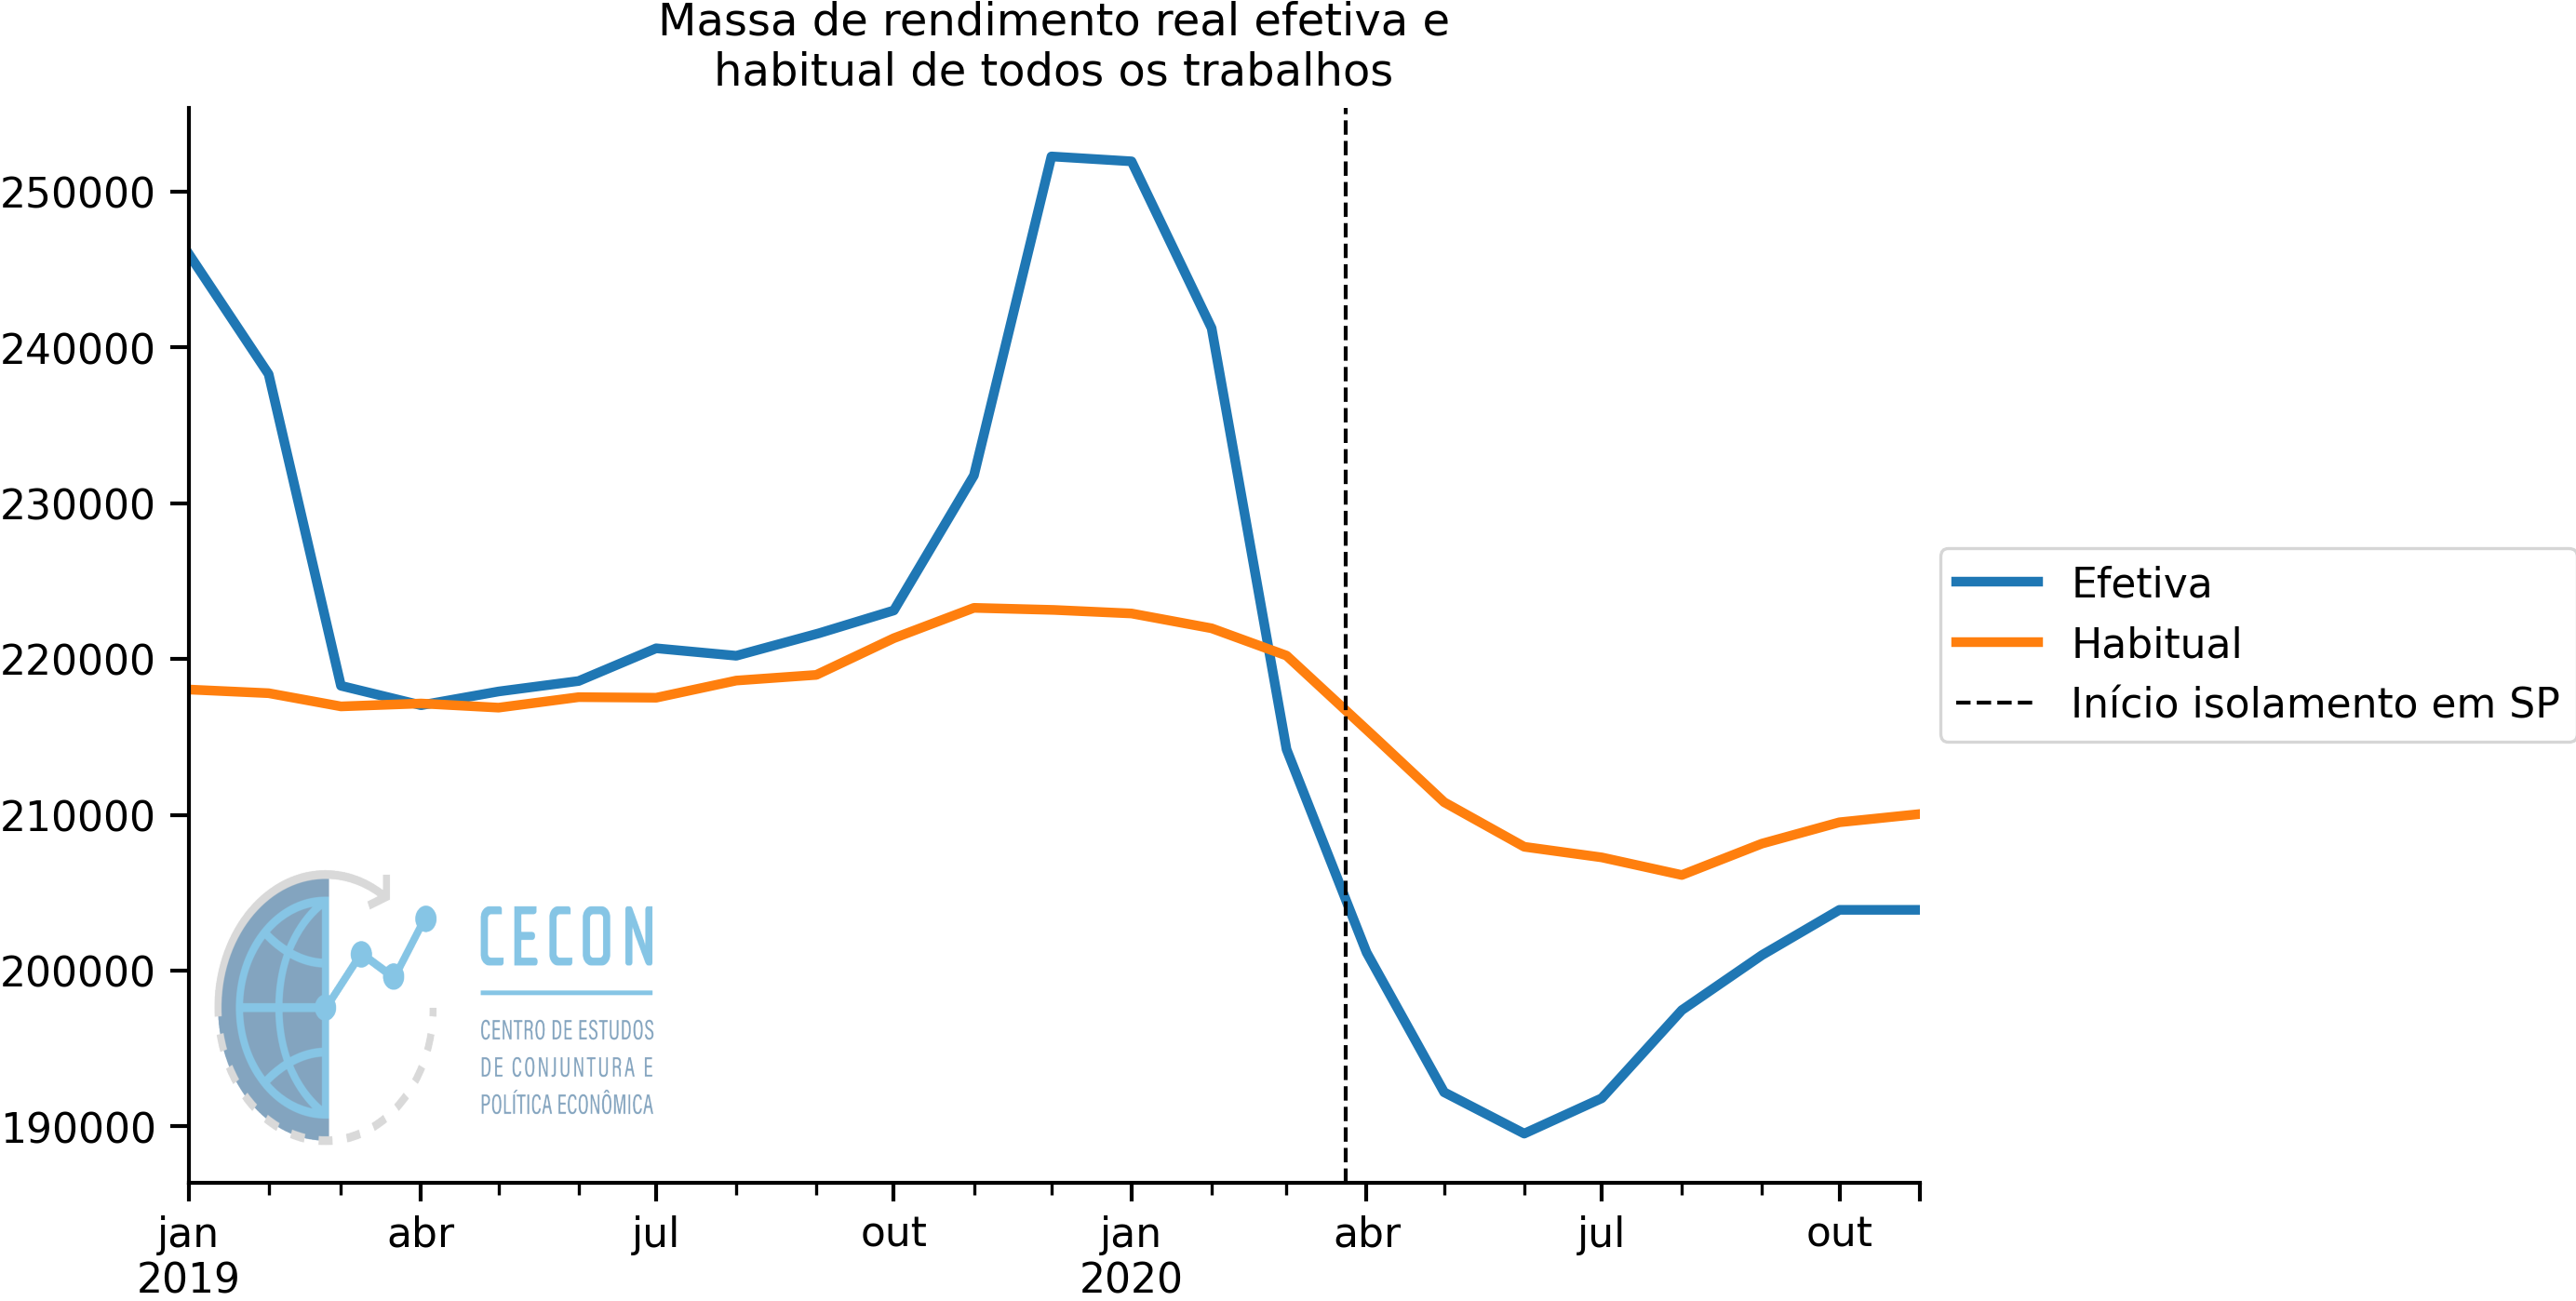 Massa de rendimento real efetiva e
habitual de todos os trabalhos
250000
240000
230000
220000
210000
200000
190000
Efetiva
Habitual
Início isolamento em SP
CECON
CENTRO DE ESTUDOS
DE CONJUNTURA E
POLÍTICA ECONÔMICA
jan abr jul out jan abr jul out
2019 2020